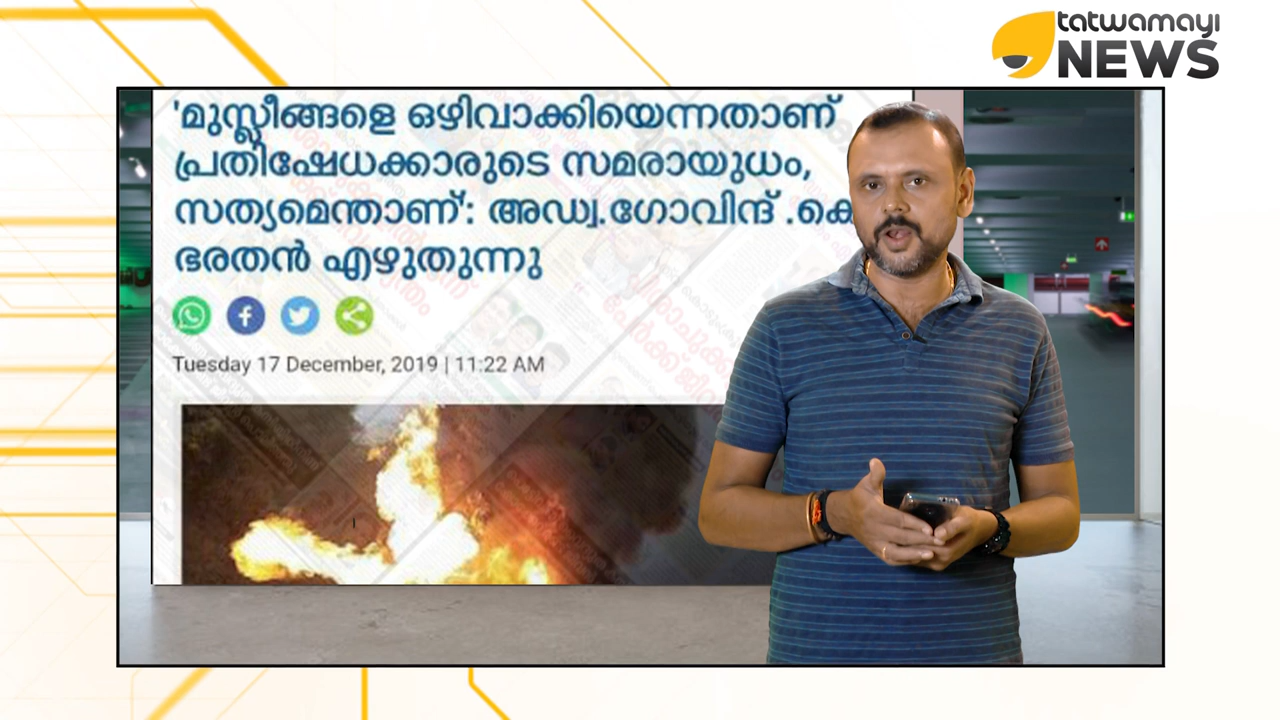 tatwamayi
NEWS
'മുസ്ലീങ്ങളെ ഒഴിവാക്കിയെന്നതാണ്
പ്രതിഷേധക്കാരുടെ സമരായുധം,
സത്യമെന്താണ്': അഡ്വ.ഗോവിന്ദ് .കെ
ഭരതൻ എഴുതുന്നു
Tuesday 17 December, 2019 | 11:22 AM